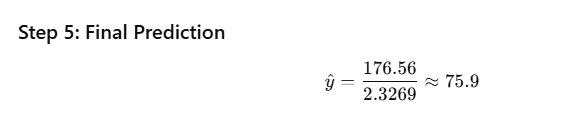 Step 5: Final Prediction
ŷ = 176.56 / 2.3269 ≈ 75.9